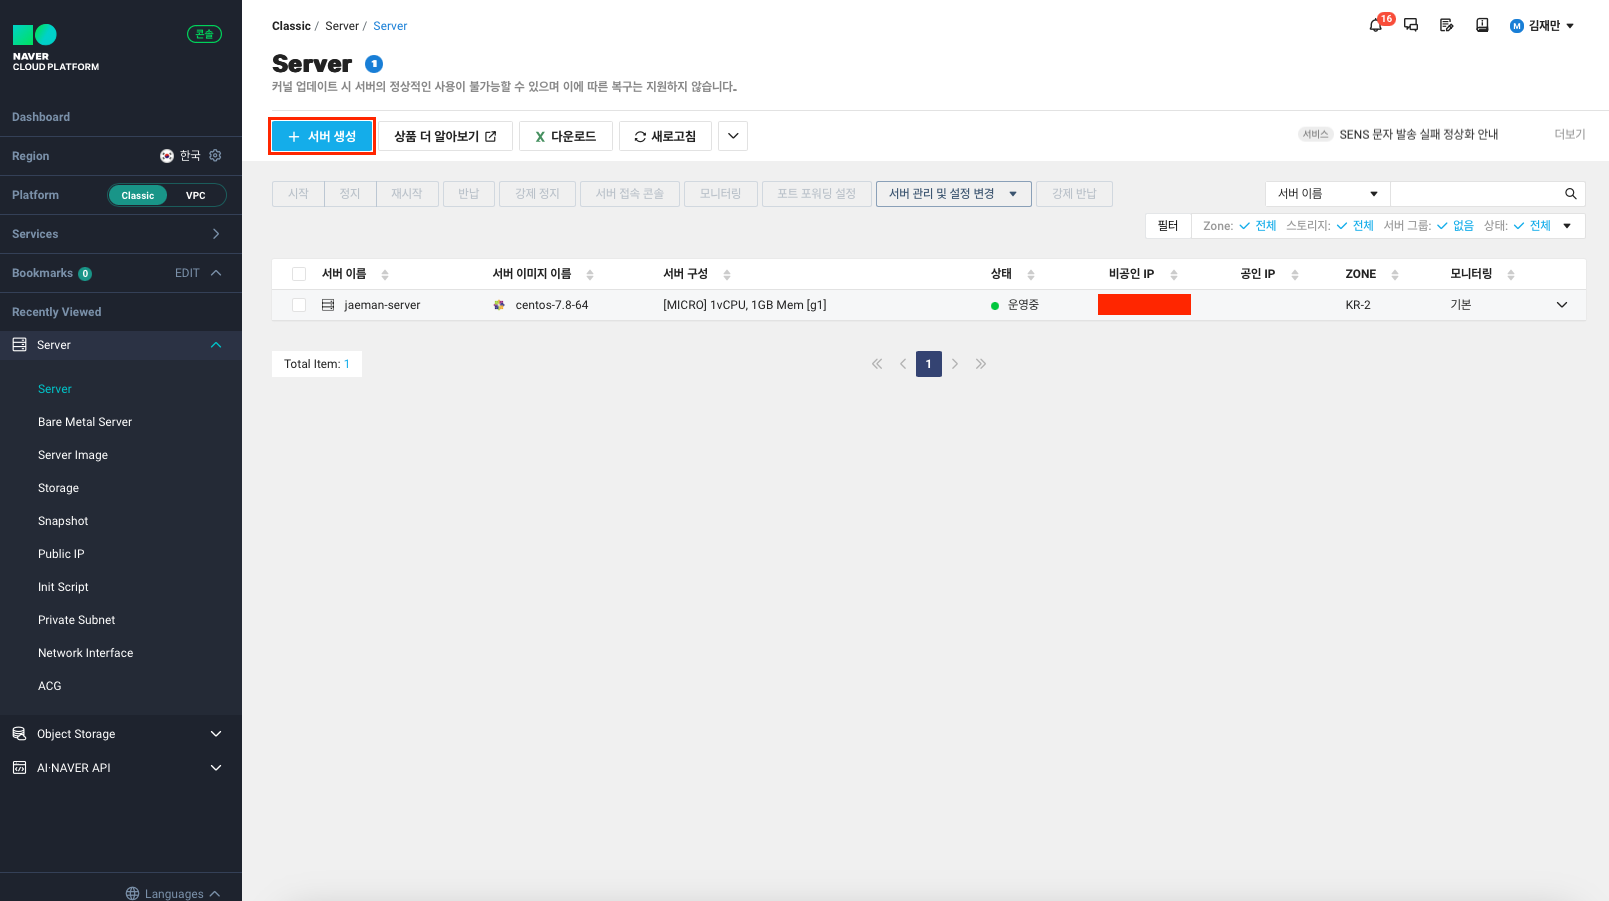 NAVER
CLOUD PLATFORM
콘솔
Dashboard
Region 한국
Platform Classic VPC
Services
Bookmarks 0 EDIT
Recently Viewed
Server
Server
Bare Metal Server
Server Image
Storage
Snapshot
Public IP
Init Script
Private Subnet
Network Interface
ACG
Object Storage
AI·NAVER API
Languages
Classic / Server / Server
16
M 김재만
Server 1
커널 업데이트 시 서버의 정상적인 사용이 불가능할 수 있으며 이에 따른 복구는 지원하지 않습니다.
+ 서버 생성 상품 더 알아보기 X 다운로드 새로고침
서비스 SENS 문자 발송 실패 정상화 안내 더보기
시작 정지 재시작 반납 강제 정지 서버 접속 콘솔 모니터링 포트 포워딩 설정 서버 관리 및 설정 변경 강제 반납
서버 이름
필터 Zone: 전체 스토리지: 전체 서버 그룹: 없음 상태: 전체
서버 이름 서버 이미지 이름 서버 구성 상태 비공인 IP 공인 IP ZONE 모니터링
jaeman-server centos-7.8-64 [MICRO] 1vCPU, 1GB Mem [g1] 운영중 KR-2 기본
Total Item: 1
1